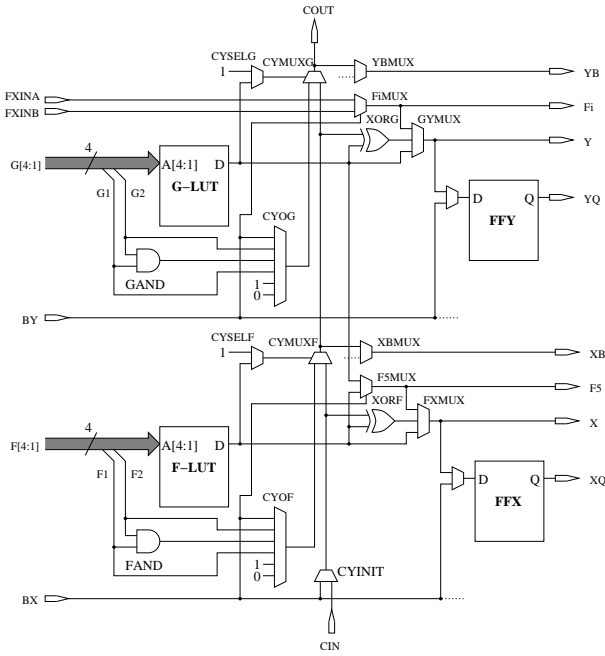 COUT
CYSELG
CYMUXG
YBMUX
1
YB
FXINA
FXINB
FiMUX
Fi
XORG
GYMUX
Y
4
G[4:1]
A[4:1]
D
G-LUT
G1
G2
CYOG
D
Q
FFY
YQ
GAND
1
0
BY
CYSELF
CYMUXF
XBMUX
1
XB
F5MUX
F5
XORF
FXMUX
X
4
F[4:1]
A[4:1]
D
F-LUT
F1
F2
CYOF
D
Q
FFX
XQ
FAND
1
0
CYINIT
BX
CIN